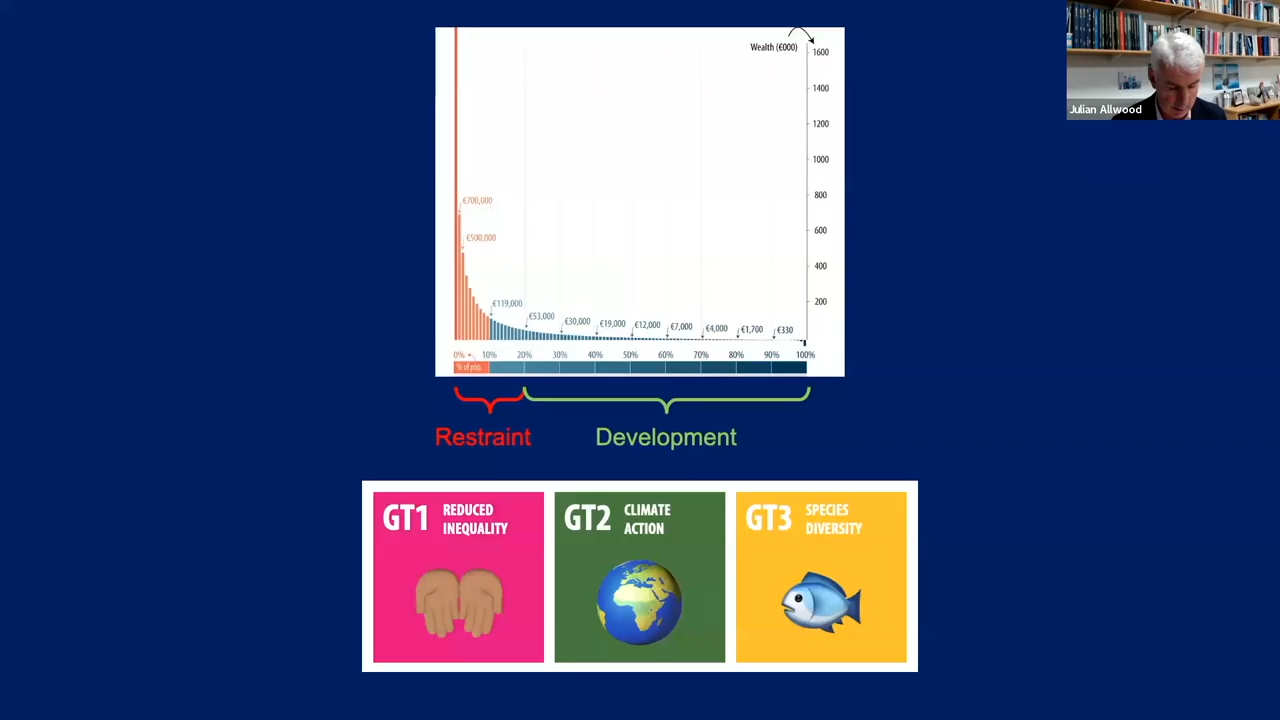 Wealth (€000)
1600
1400
1200
1000
800
600
400
200
€700,000
€500,000
€119,000
€53,000
€30,000
€19,000
€12,000
€7,000
€4,000
€1,700
€330
0%
10%
20%
30%
40%
50%
60%
70%
80%
90%
100%
% of pop.
Restraint
Development
GT1 REDUCED
INEQUALITY
GT2 CLIMATE
ACTION
GT3 SPECIES
DIVERSITY
Julian Allwood